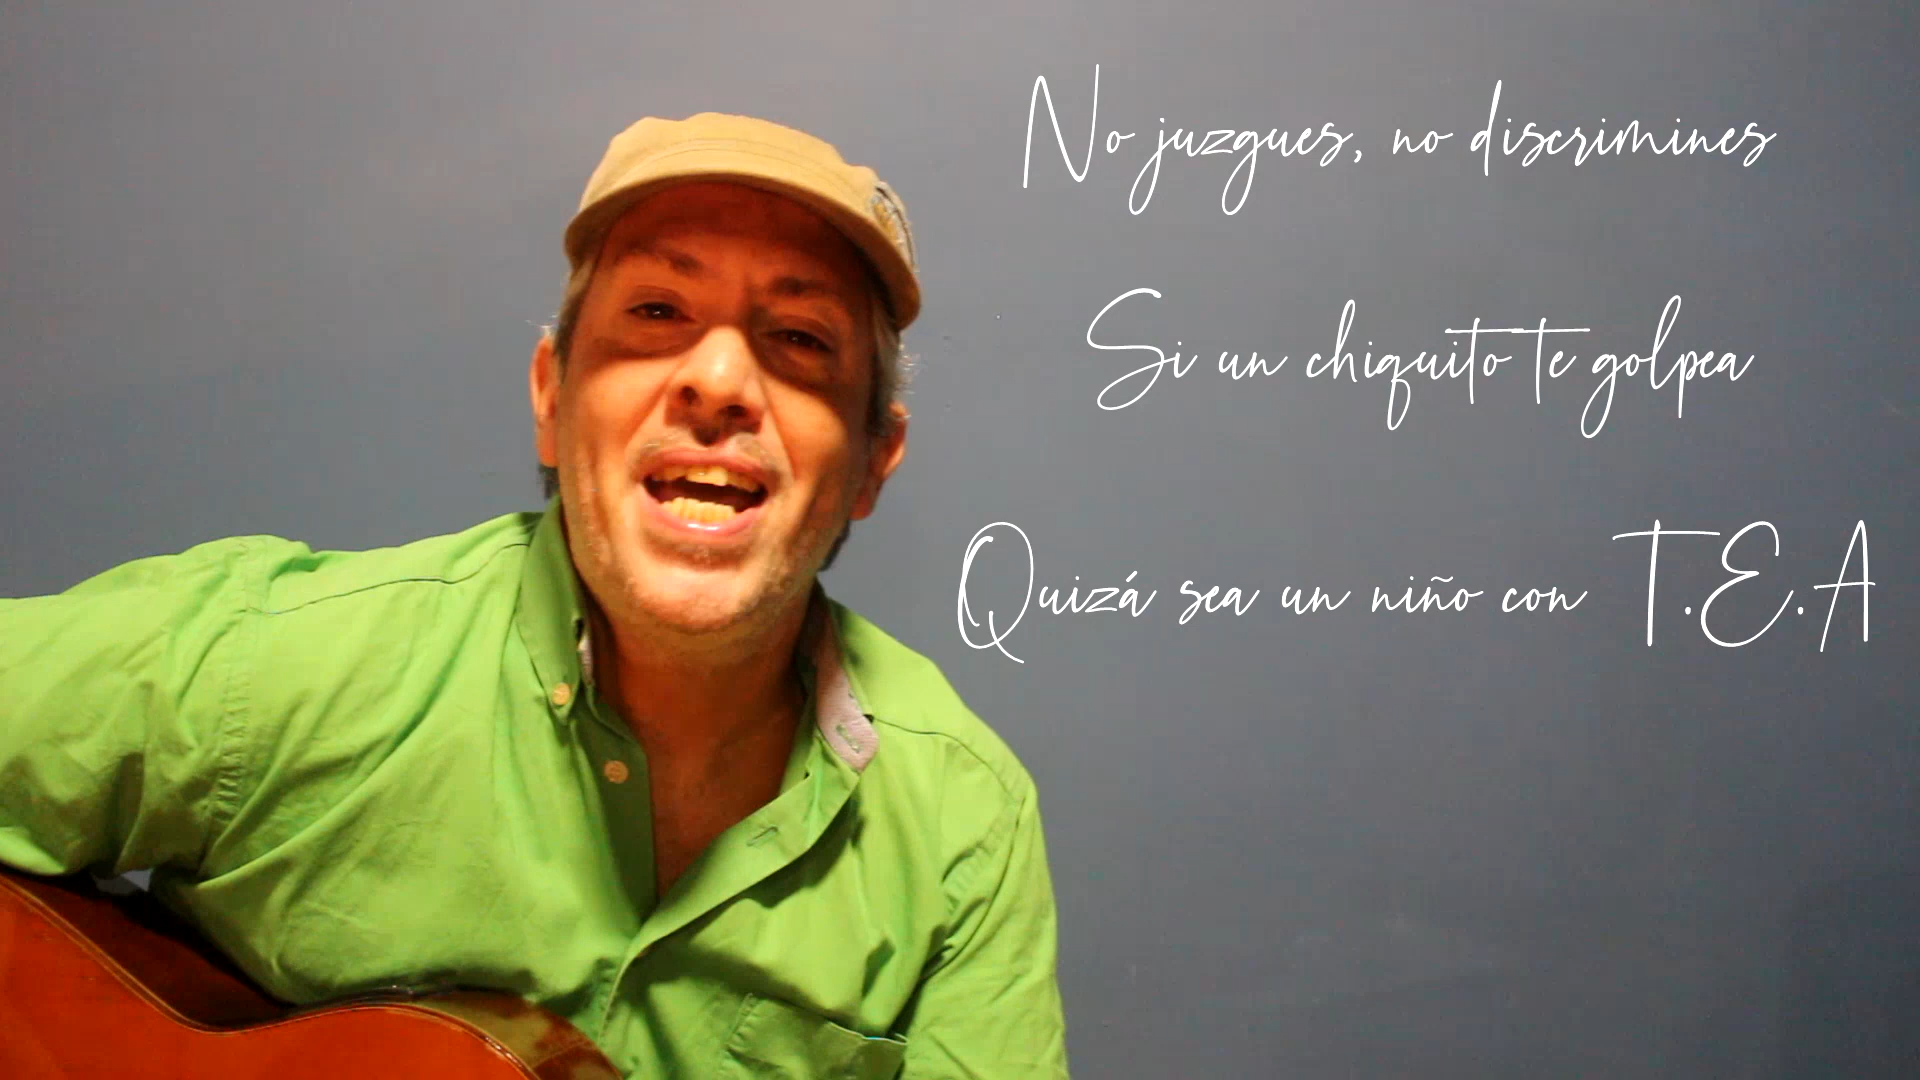 No juzgues, no discrimines
Si un chiquito te golpea
Quizá sea un niño con T.E.A